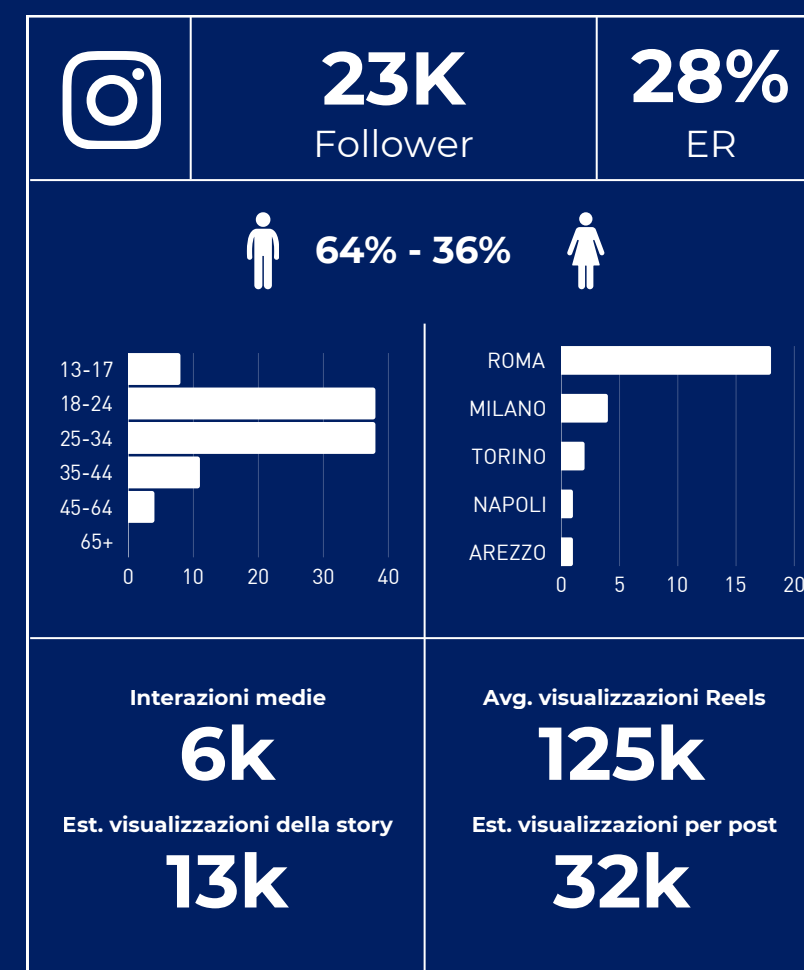 23K
Follower
28%
ER
64% - 36%
13-17
18-24
25-34
35-44
45-64
65+
0 10 20 30 40
ROMA
MILANO
TORINO
NAPOLI
AREZZO
0 5 10 15 20
Interazioni medie
6k
Est. visualizzazioni della story
13k
Avg. visualizzazioni Reels
125k
Est. visualizzazioni per post
32k